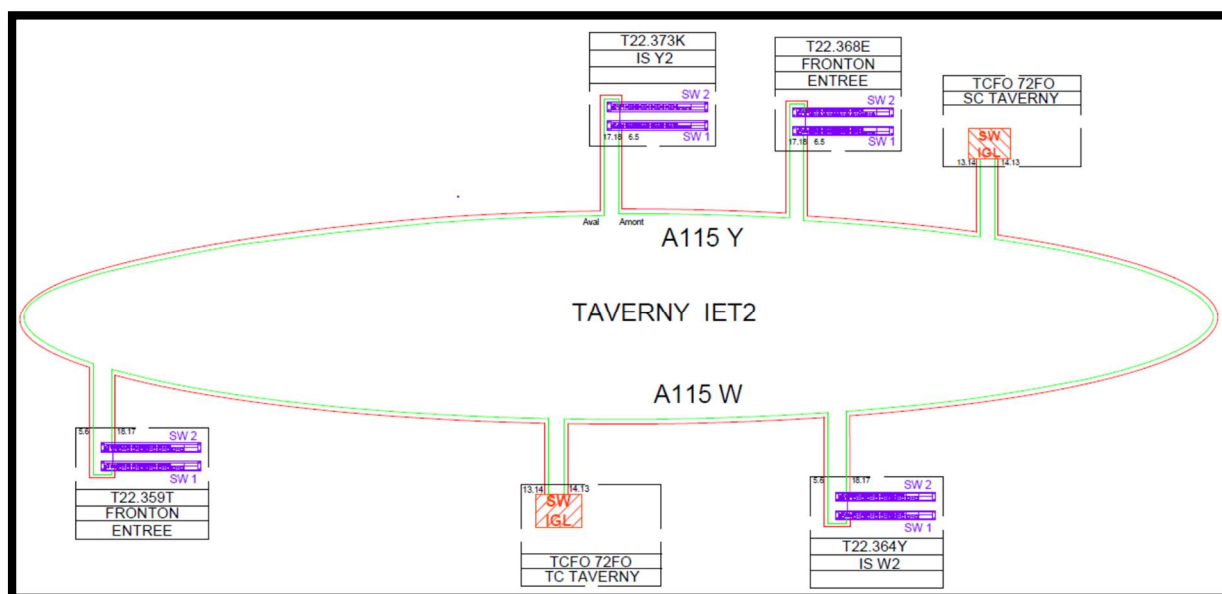 T22.373K
IS Y2
SW 2
SW 1
17.18 6.5
T22.368E
FRONTON
ENTREE
SW 2
SW 1
17.18 6.5
TCFO 72FO
SC TAVERNY
SW
IGL
13.14 14.13
Aval Amont
A115 Y
TAVERNY IET2
A115 W
5.6 18.17
SW 2
SW 1
T22.359T
FRONTON
ENTREE
13.14 14.13
SW
IGL
TCFO 72FO
TC TAVERNY
5.6 18.17
SW 2
SW 1
T22.364Y
IS W2